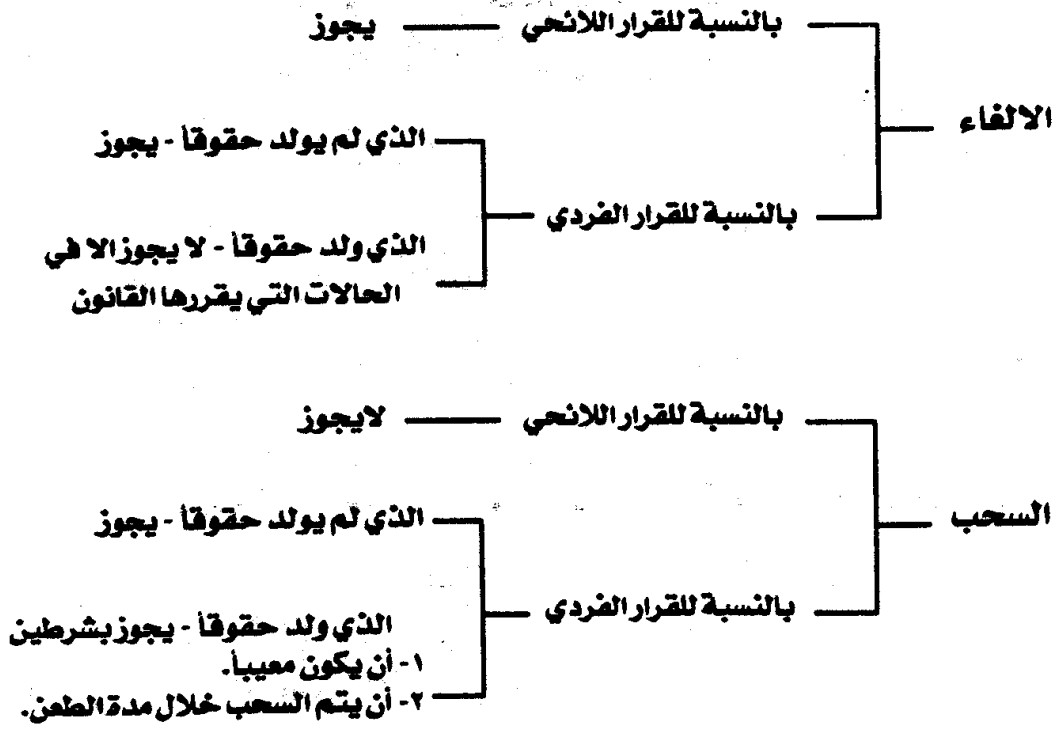 الالغاء
بالنسبة للقرار اللائحي
يجوز
بالنسبة للقرار الفردي
الذي لم يولد حقوقاً - يجوز
الذي ولد حقوقاً - لا يجوز الا في
الحالات التي يقررها القانون
السحب
بالنسبة للقرار اللائحي
لايجوز
بالنسبة للقرار الفردي
الذي لم يولد حقوقاً - يجوز
الذي ولد حقوقاً - يجوز بشرطين
١- أن يكون معيباً.
٢- أن يتم السحب خلال مدة الطعن.